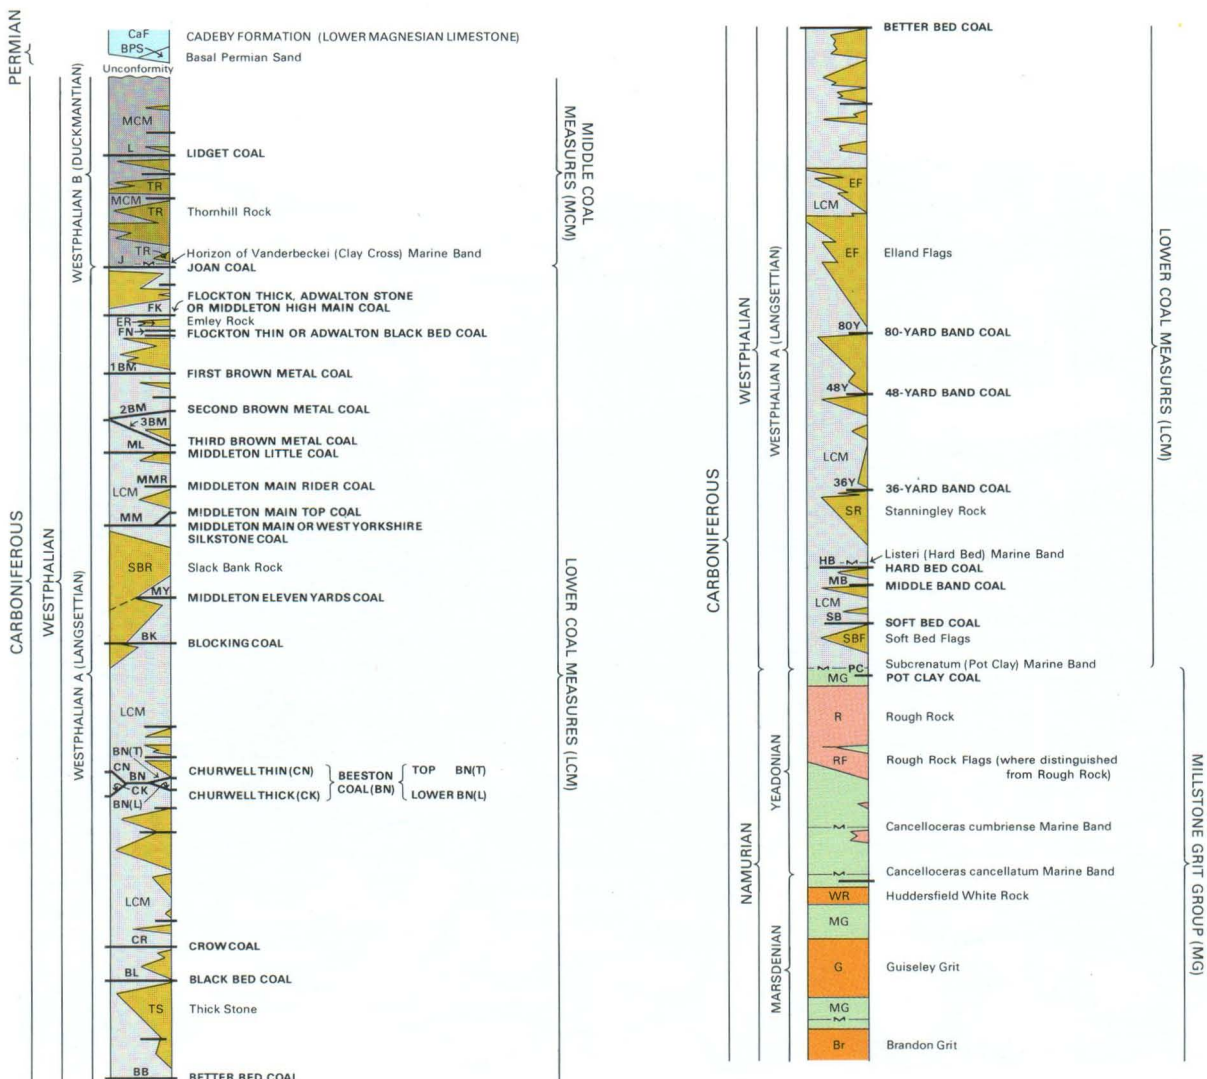 PERMIAN
CaF
CADEBY FORMATION (LOWER MAGNESIAN LIMESTONE)
BPS
Basal Permian Sand
Unconformity
CARBONIFEROUS
WESTPHALIAN
WESTPHALIAN B (DUCKMANTIAN)
WESTPHALIAN A (LANGSETTIAN)
MIDDLE COAL
MEASURES (MCM)
LOWER COAL MEASURES (LCM)
MCM
L
LIDGET COAL
TR
MCM
TR
Thornhill Rock
TR
Horizon of Vanderbeckei (Clay Cross) Marine Band
J
JOAN COAL
FLOCKTON THICK, ADWALTON STONE
FK
OR MIDDLETON HIGH MAIN COAL
ER
Emley Rock
FN
FLOCKTON THIN OR ADWALTON BLACK BED COAL
1BM
FIRST BROWN METAL COAL
2BM
SECOND BROWN METAL COAL
3BM
THIRD BROWN METAL COAL
ML
MIDDLETON LITTLE COAL
MMR
MIDDLETON MAIN RIDER COAL
LCM
MIDDLETON MAIN TOP COAL
MM
MIDDLETON MAIN OR WEST YORKSHIRE
SILKSTONE COAL
SBR
Slack Bank Rock
MY
MIDDLETON ELEVEN YARDS COAL
BK
BLOCKING COAL
LCM
BN(T)
CN
BN
CHURWELL THIN (CN)
BEESTON
COAL (BN)
TOP BN(T)
CK
CHURWELL THICK (CK)
LOWER BN(L)
BN(L)
LCM
CR
CROW COAL
BL
BLACK BED COAL
TS
Thick Stone
BB
BETTER BED COAL
BETTER BED COAL
CARBONIFEROUS
WESTPHALIAN
WESTPHALIAN A (LANGSETTIAN)
LOWER COAL MEASURES (LCM)
EF
LCM
EF
Elland Flags
80Y
80-YARD BAND COAL
48Y
48-YARD BAND COAL
LCM
36Y
36-YARD BAND COAL
SR
Stanningley Rock
Listeri (Hard Bed) Marine Band
HB
HARD BED COAL
MB
MIDDLE BAND COAL
LCM
SB
SOFT BED COAL
SBF
Soft Bed Flags
PC
Subcrenatum (Pot Clay) Marine Band
MG
POT CLAY COAL
NAMURIAN
YEADONIAN
MARSDENIAN
MILLSTONE GRIT GROUP (MG)
R
Rough Rock
RF
Rough Rock Flags (where distinguished
from Rough Rock)
M
Cancelloceras cumbriense Marine Band
M
Cancelloceras cancellatum Marine Band
WR
Huddersfield White Rock
MG
G
Guiseley Grit
MG
M
Br
Brandon Grit